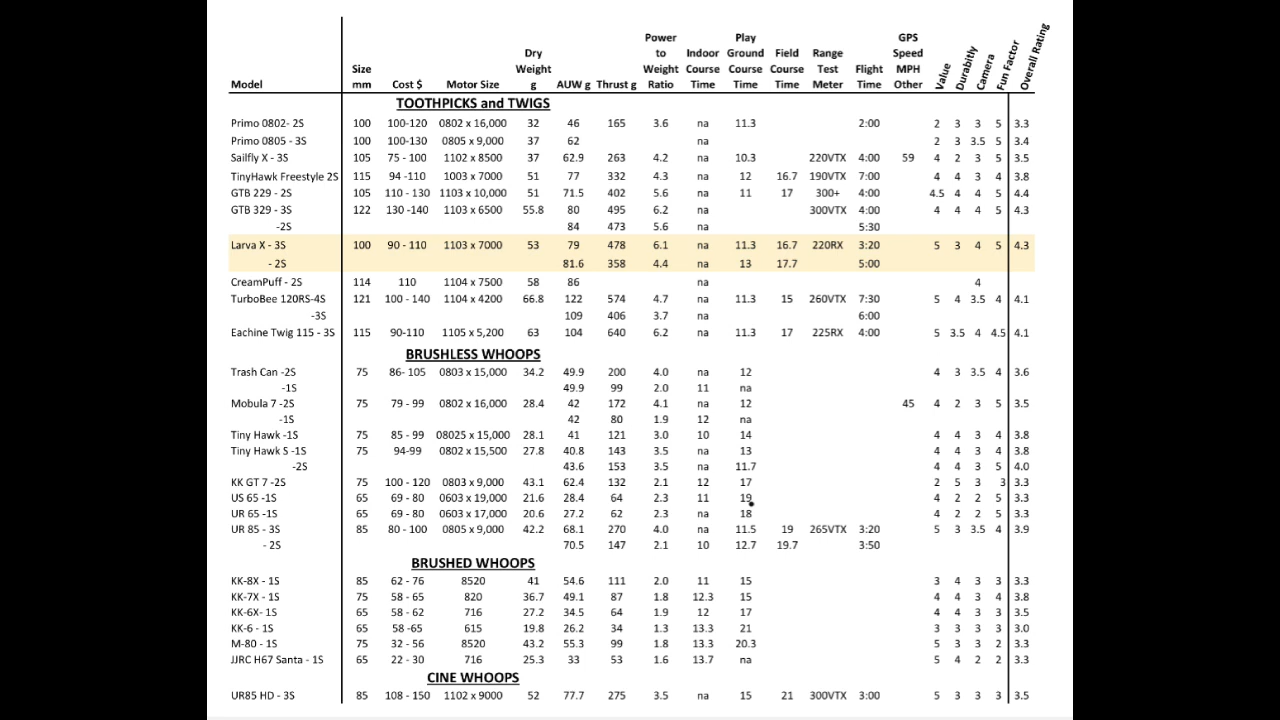 Model Size mm Cost $ Motor Size Dry Weight g AUW g Thrust g Power to Weight Ratio Indoor Course Time Play Ground Course Time Field Course Time Range Test Meter Flight Time GPS Speed MPH Other Value Durabilty Camera Fun Factor Overall Rating
TOOTHPICKS and TWIGS
Primo 0802- 2S 100 100-120 0802 x 16,000 32 46 165 3.6 na 11.3 2:00 2 3 3 5 3.3
Primo 0805 - 3S 100 100-130 0805 x 9,000 37 62 na 2 3 3.5 5 3.4
Sailfly X - 3S 105 75 - 100 1102 x 8500 37 62.9 263 4.2 na 10.3 220VTX 4:00 59 4 2 3 5 3.5
TinyHawk Freestyle 2S 115 94 -110 1003 x 7000 51 77 332 4.3 na 12 16.7 190VTX 7:00 4 4 3 4 3.8
GTB 229 - 2S 105 110 - 130 1103 x 10,000 51 71.5 402 5.6 na 11 17 300+ 4:00 4.5 4 4 5 4.4
GTB 329 - 3S 122 130 -140 1103 x 6500 55.8 80 495 6.2 na 300VTX 4:00 4 4 4 5 4.3
-2S 84 473 5.6 na 5:30
Larva X - 3S 100 90 - 110 1103 x 7000 53 79 478 6.1 na 11.3 16.7 220RX 3:20 5 3 4 5 4.3
- 2S 81.6 358 4.4 na 13 17.7 5:00
CreamPuff - 2S 114 110 1104 x 7500 58 86 na 4
TurboBee 120RS-4S 121 100 - 140 1104 x 4200 66.8 122 574 4.7 na 11.3 15 260VTX 7:30 5 4 3.5 4 4.1
-3S 109 406 3.7 na 6:00
Eachine Twig 115 - 3S 115 90-110 1105 x 5,200 63 104 640 6.2 na 11.3 17 225RX 4:00 5 3.5 4 4.5 4.1
BRUSHLESS WHOOPS
Trash Can -2S 75 86- 105 0803 x 15,000 34.2 49.9 200 4.0 na 12 4 3 3.5 4 3.6
-1S 49.9 99 2.0 11 na
Mobula 7 -2S 75 79 - 99 0802 x 16,000 28.4 42 172 4.1 na 12 45 4 2 3 5 3.5
-1S 42 80 1.9 12 na
Tiny Hawk -1S 75 85 - 99 08025 x 15,000 28.1 41 121 3.0 10 14 4 4 3 4 3.8
Tiny Hawk S -1S 75 94-99 0802 x 15,500 27.8 40.8 143 3.5 na 13 4 4 3 4 3.8
-2S 43.6 153 3.5 na 11.7 4 4 3 5 4.0
KK GT 7 -2S 75 100 - 120 0803 x 9,000 43.1 62.4 132 2.1 12 17 2 5 3 3 3.3
US 65 -1S 65 69 - 80 0603 x 19,000 21.6 28.4 64 2.3 11 19 4 2 2 5 3.3
UR 65 -1S 65 69 - 80 0603 x 17,000 20.6 27.2 62 2.3 na 18 4 2 2 5 3.3
UR 85 - 3S 85 80 - 100 0805 x 9,000 42.2 68.1 270 4.0 na 11.5 19 265VTX 3:20 5 3 3.5 4 3.9
- 2S 70.5 147 2.1 10 12.7 19.7 3:50
BRUSHED WHOOPS
KK-8X - 1S 85 62 - 76 8520 41 54.6 111 2.0 11 15 3 4 3 3 3.3
KK-7X - 1S 75 58 - 65 820 36.7 49.1 87 1.8 12.3 15 4 4 3 4 3.8
KK-6X- 1S 65 58 - 62 716 27.2 34.5 64 1.9 12 17 4 4 3 3 3.5
KK-6 - 1S 65 58 -65 615 19.8 26.2 34 1.3 13.3 21 3 3 3 3 3.0
M-80 - 1S 75 32 - 56 8520 43.2 55.3 99 1.8 13.3 20.3 5 3 3 2 3.3
JJRC H67 Santa - 1S 65 22 - 30 716 25.3 33 53 1.6 13.7 na 5 4 2 2 3.3
CINE WHOOPS
UR85 HD - 3S 85 108 - 150 1102 x 9000 52 77.7 275 3.5 na 15 21 300VTX 3:00 5 3 3 3 3.5